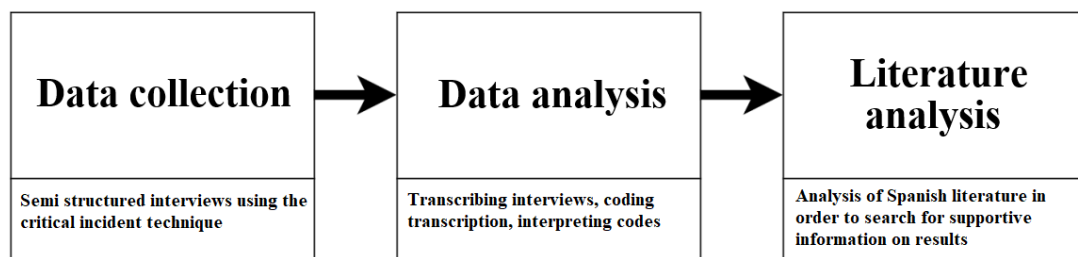 Data collection
Semi structured interviews using the
critical incident technique
Data analysis
Transcribing interviews, coding
transcription, interpreting codes
Literature
analysis
Analysis of Spanish literature in
order to search for supportive
information on results